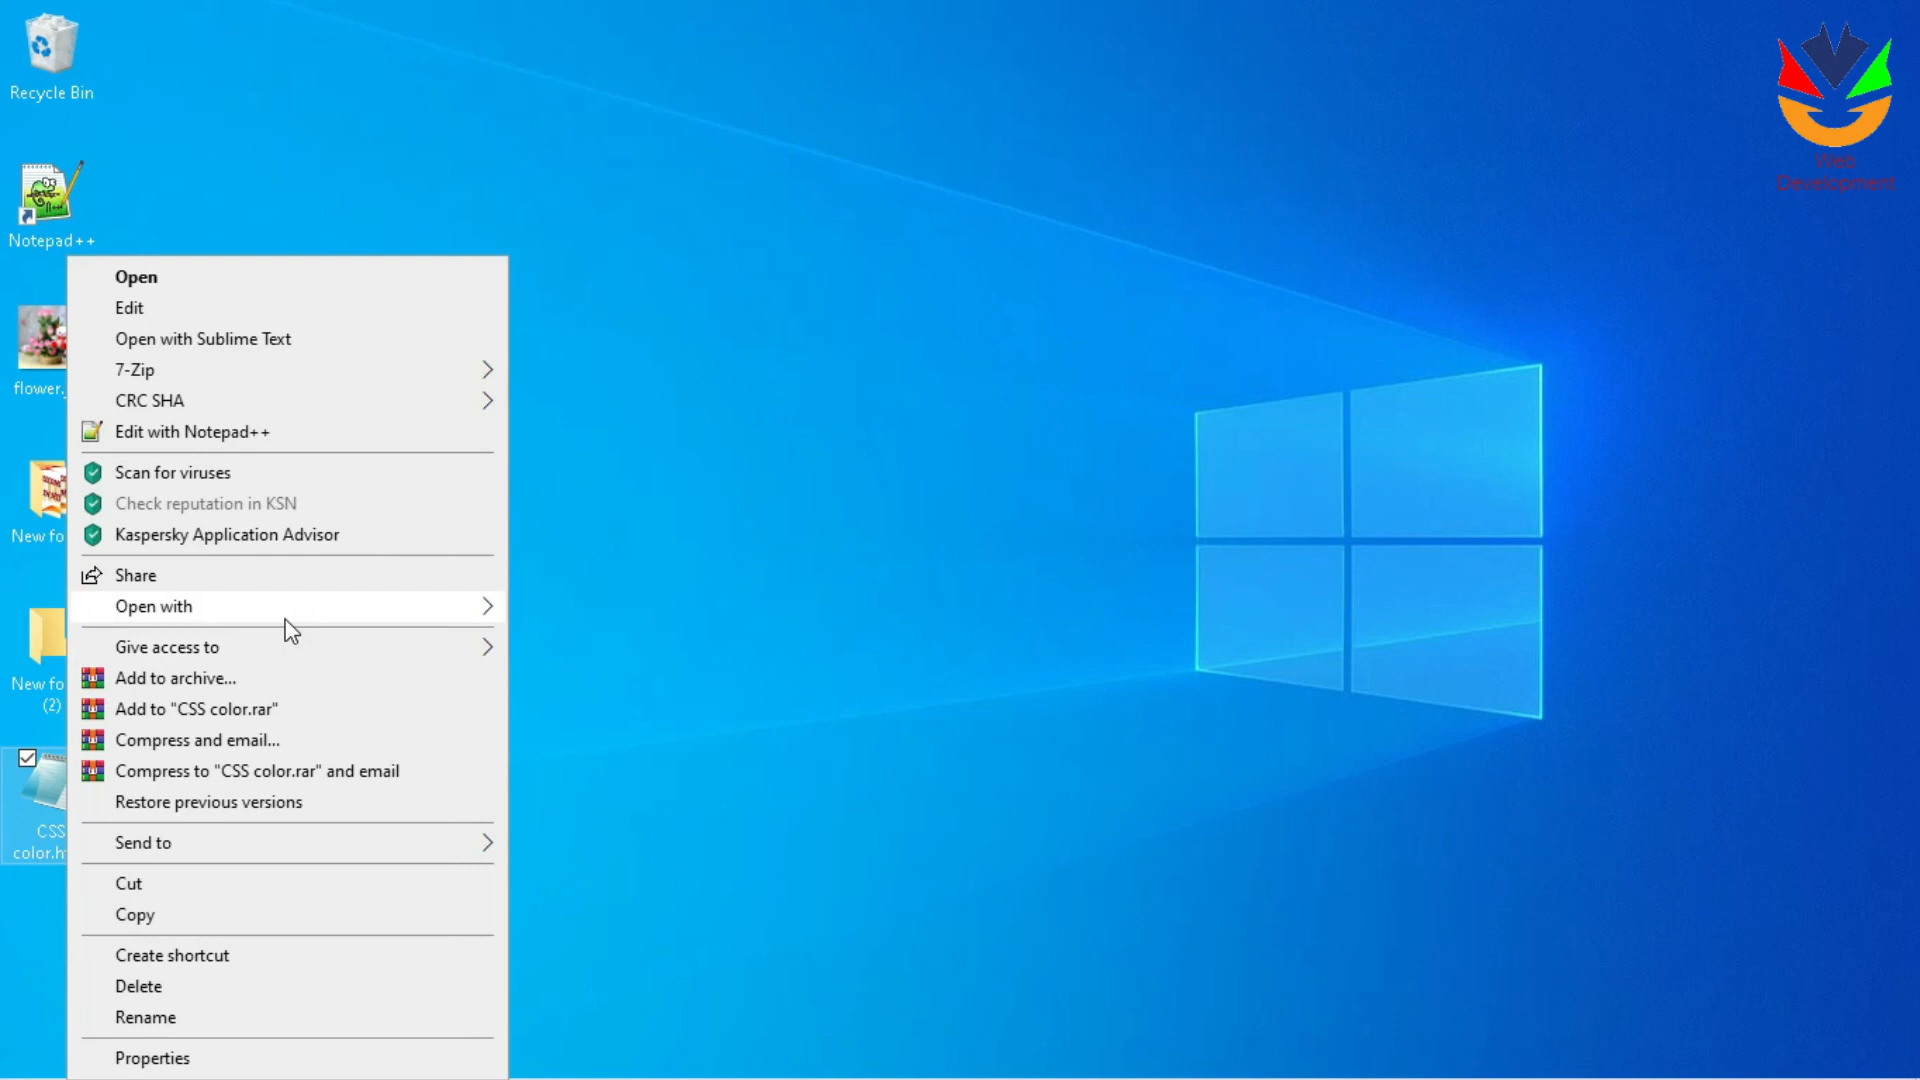 Recycle Bin
Notepad++
flower.
New fo
New fo
(2)
CSS
color.h
Open
Edit
Open with Sublime Text
7-Zip
CRC SHA
Edit with Notepad++
Scan for viruses
Check reputation in KSN
Kaspersky Application Advisor
Share
Open with
Give access to
Add to archive...
Add to "CSS color.rar"
Compress and email...
Compress to "CSS color.rar" and email
Restore previous versions
Send to
Cut
Copy
Create shortcut
Delete
Rename
Properties
Web
Development